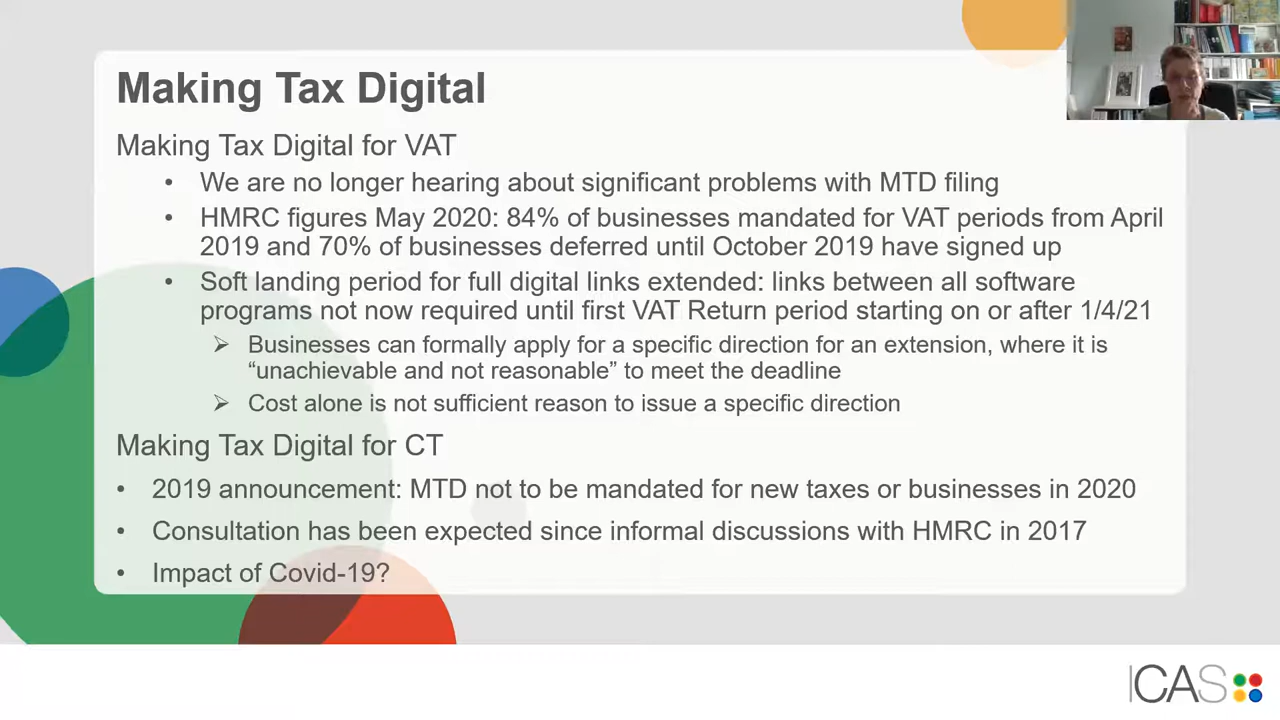 Making Tax Digital
Making Tax Digital for VAT
• We are no longer hearing about significant problems with MTD filing
• HMRC figures May 2020: 84% of businesses mandated for VAT periods from April
2019 and 70% of businesses deferred until October 2019 have signed up
• Soft landing period for full digital links extended: links between all software
programs not now required until first VAT Return period starting on or after 1/4/21
➢ Businesses can formally apply for a specific direction for an extension, where it is
“unachievable and not reasonable” to meet the deadline
➢ Cost alone is not sufficient reason to issue a specific direction
Making Tax Digital for CT
• 2019 announcement: MTD not to be mandated for new taxes or businesses in 2020
• Consultation has been expected since informal discussions with HMRC in 2017
• Impact of Covid-19?
ICAS